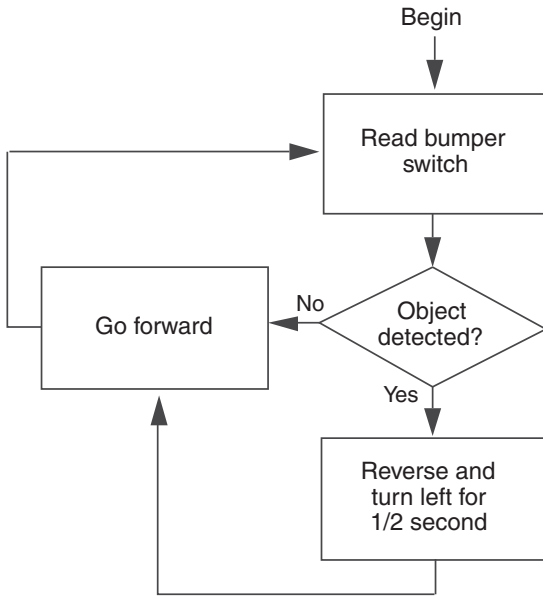 Begin
Read bumper
switch
Object
detected?
No
Go forward
Yes
Reverse and
turn left for
1/2 second